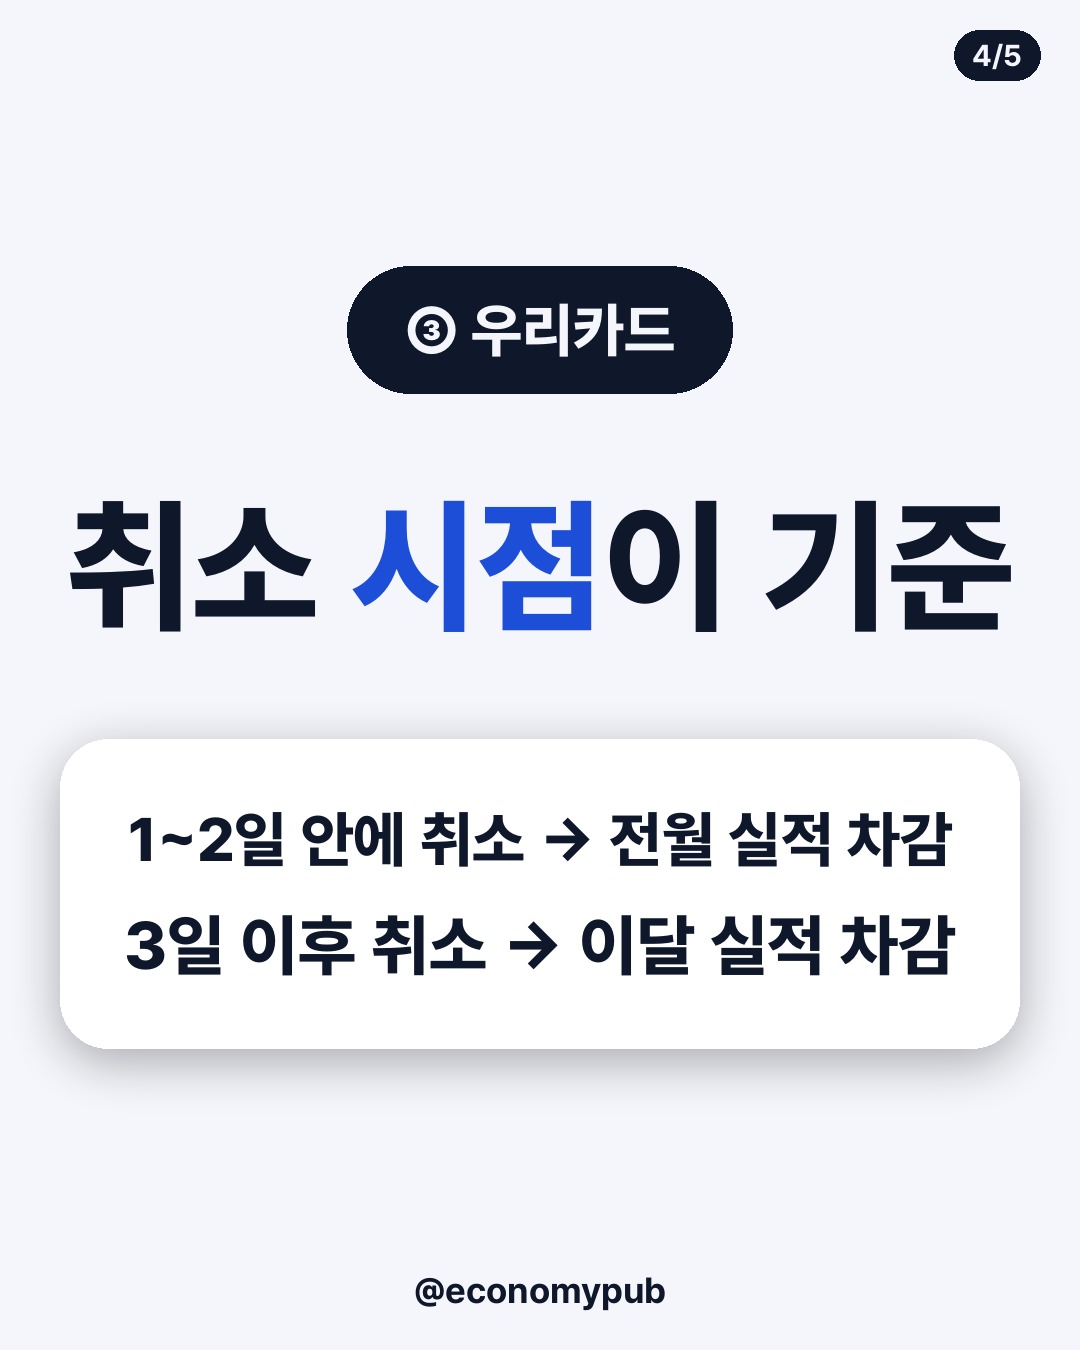 4/5
③ 우리카드
취소 시점이 기준
1~2일 안에 취소 → 전월 실적 차감
3일 이후 취소 → 이달 실적 차감
@economypub